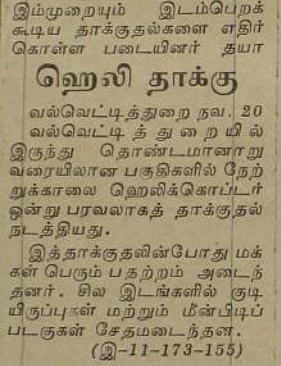 இம்முறையும் இடம்பெறக்
கூடிய தாக்குதல்களை எதிர்
கொள்ள படையினர் தயா
ஹெலி தாக்கு
வல்வெட்டித்துறை நவ. 20
வல்வெட்டி த் து றை யில்
இருந்து தொண்டமானாறு
வரையிலான பகுதிகளில் நேற்
றுக்காலை ஹெலிக்கொப்டர்
ஒன்று பரவலாகத் தாக்குதல்
நடத்தியது.
இத்தாக்குதலின்போது மக்
கள் பெரும் பதற்றம் அடைந்
தனர். சில இடங்களில் குடி
யிருப்புகள் மற்றும் மீன்பிடிப்
படகுகள் சேதமடைந்தன.
(இ-11-173-155)